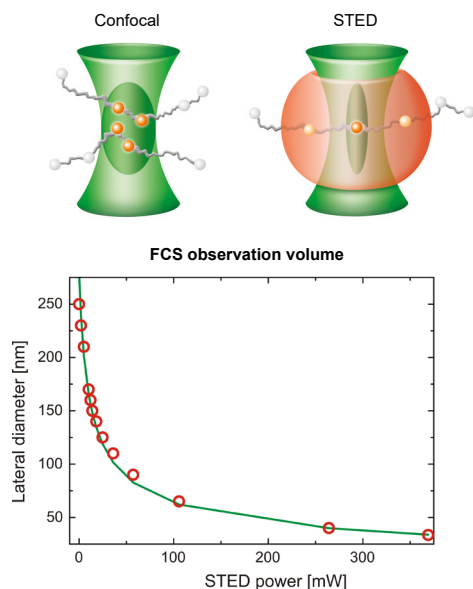 Confocal STED
FCS observation volume
Lateral diameter [nm]
250
200
150
100
50
0 100 200 300
STED power [mW]